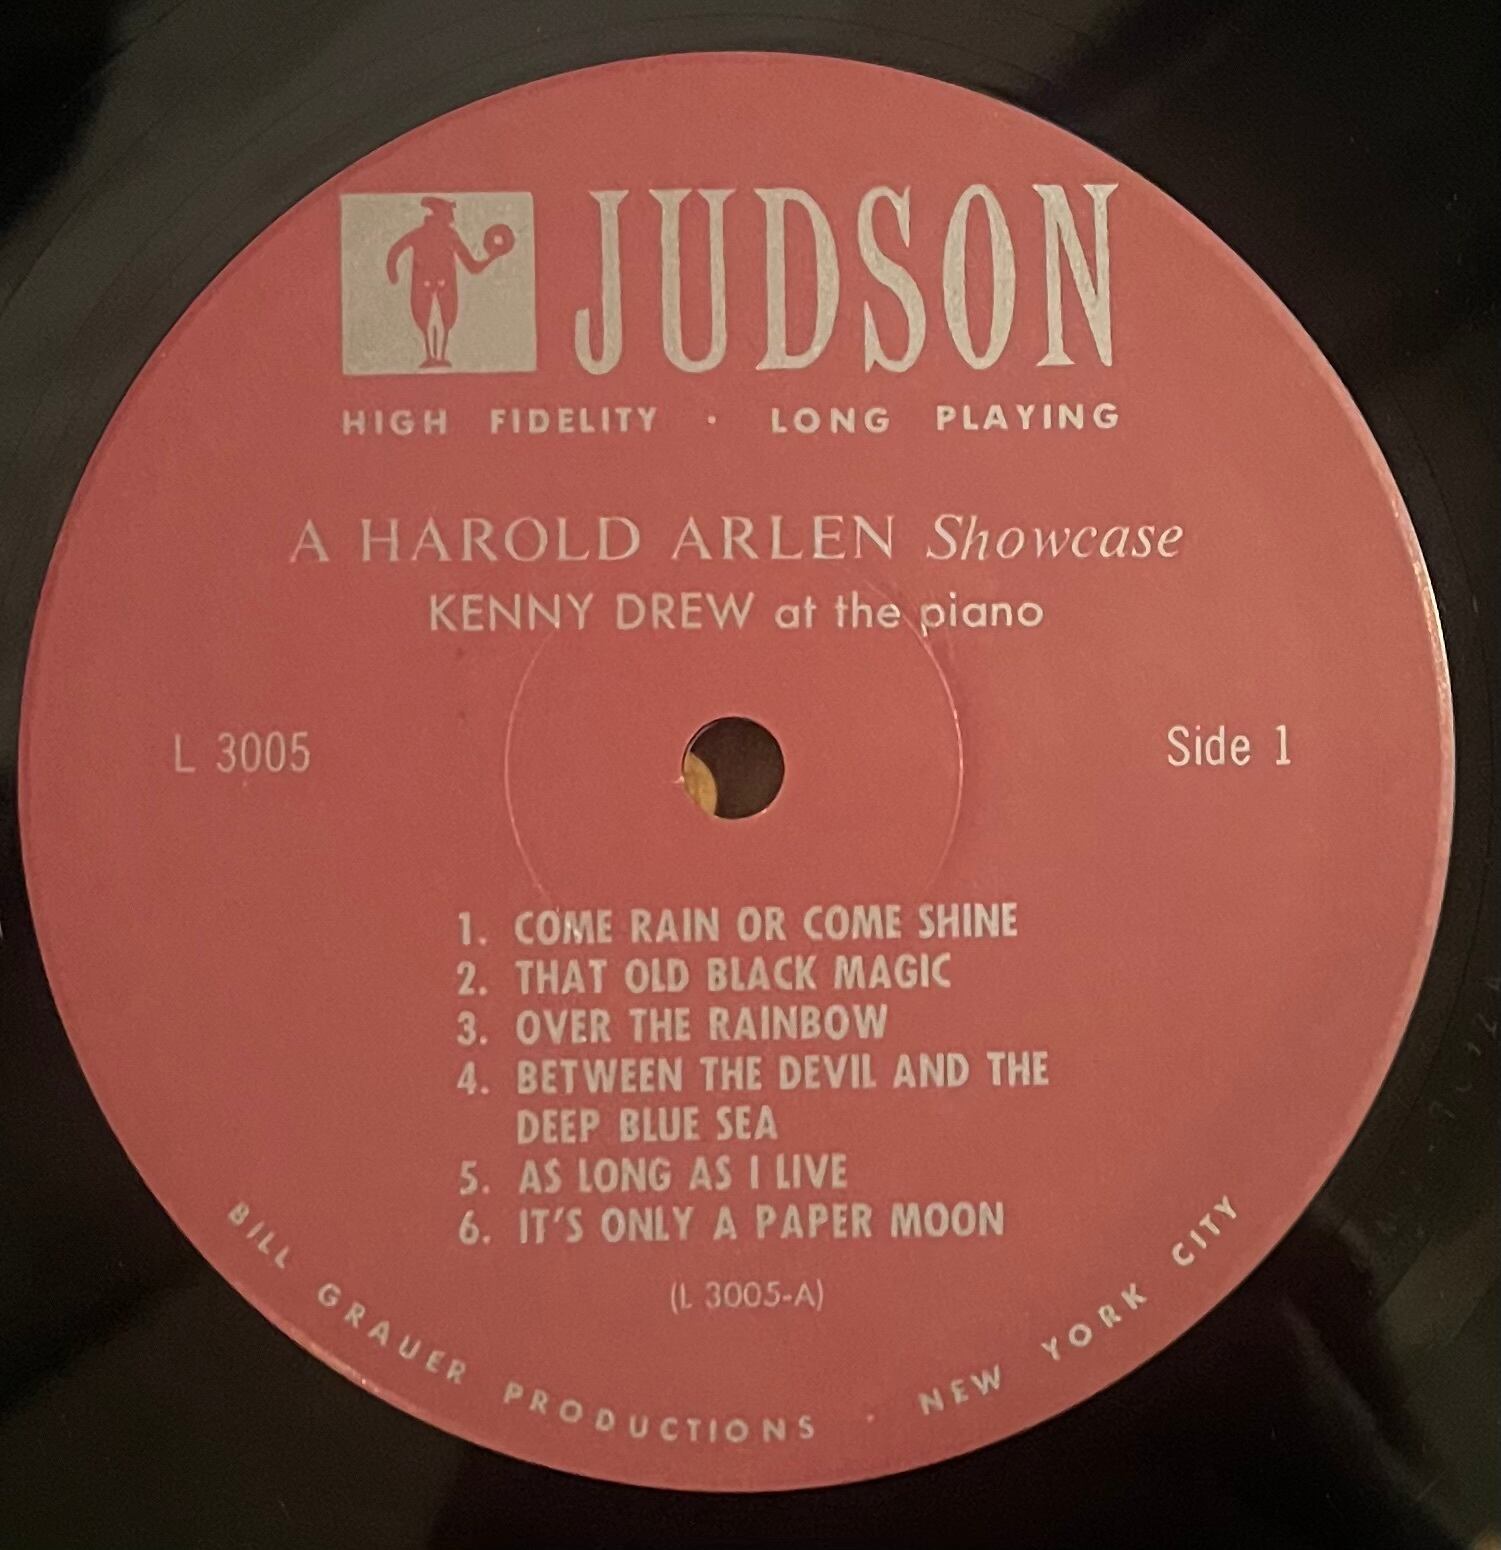 JUDSON
HIGH FIDELITY · LONG PLAYING
A HAROLD ARLEN Showcase
KENNY DREW at the piano
L 3005
Side 1
1. COME RAIN OR COME SHINE
2. THAT OLD BLACK MAGIC
3. OVER THE RAINBOW
4. BETWEEN THE DEVIL AND THE
DEEP BLUE SEA
5. AS LONG AS I LIVE
6. IT'S ONLY A PAPER MOON
(L 3005-A)
BILL GRAUER PRODUCTIONS · NEW YORK CITY